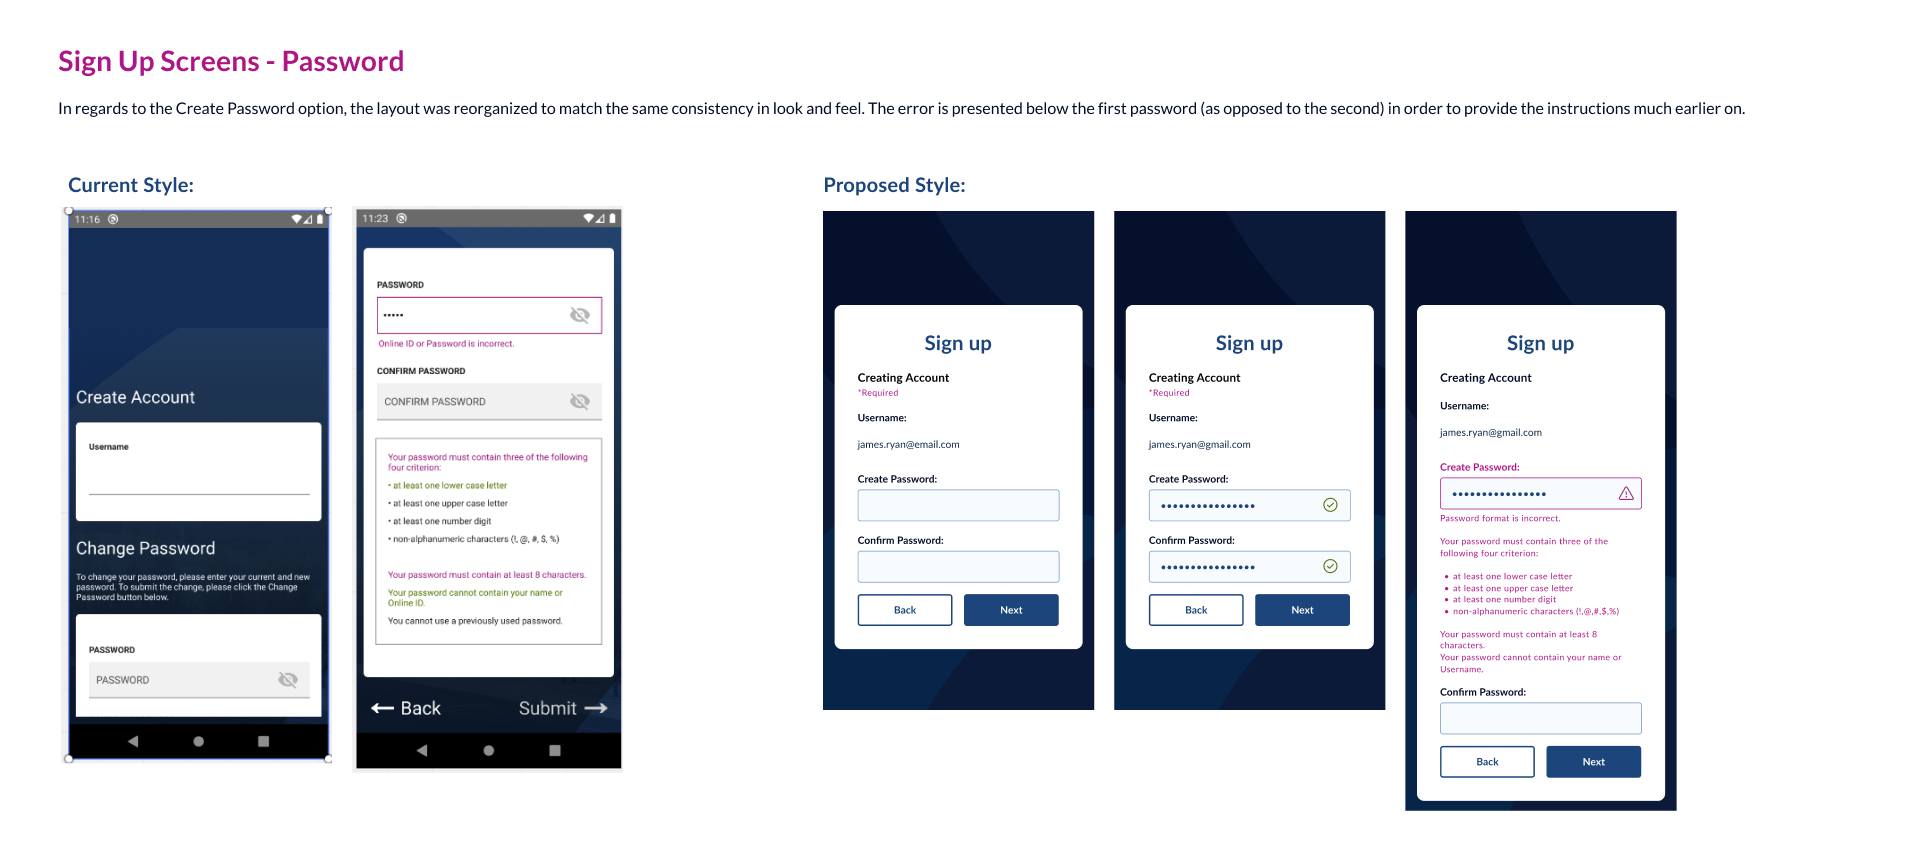 Sign Up Screens - Password
In regards to the Create Password option, the layout was reorganized to match the same consistency in look and feel. The error is presented below the first password (as opposed to the second) in order to provide the instructions much earlier on.
Current Style:
11:16
Create Account
Username
Change Password
To change your password, please enter your current and new
password. To submit the change, please click the Change
Password button below.
PASSWORD
PASSWORD
11:23
PASSWORD
•••••
Online ID or Password is incorrect.
CONFIRM PASSWORD
CONFIRM PASSWORD
Your password must contain three of the following
four criterion:
• at least one lower case letter
• at least one upper case letter
• at least one number digit
• non-alphanumeric characters (!, @, #, $, %)
Your password must contain at least 8 characters.
Your password cannot contain your name or
Online ID.
You cannot use a previously used password.
Back
Submit
Proposed Style:
Sign up
Creating Account
*Required
Username:
james.ryan@email.com
Create Password:
Confirm Password:
Back
Next
Sign up
Creating Account
*Required
Username:
james.ryan@gmail.com
Create Password:
••••••••••••••••
Confirm Password:
••••••••••••••••
Back
Next
Sign up
Creating Account
Username:
james.ryan@gmail.com
Create Password:
••••••••••••••••
Password format is incorrect.
Your password must contain three of the
following four criterion:
• at least one lower case letter
• at least one upper case letter
• at least one number digit
• non-alphanumeric characters (!,@,#,$,%)
Your password must contain at least 8
characters.
Your password cannot contain your name or
Username.
Confirm Password:
Back
Next